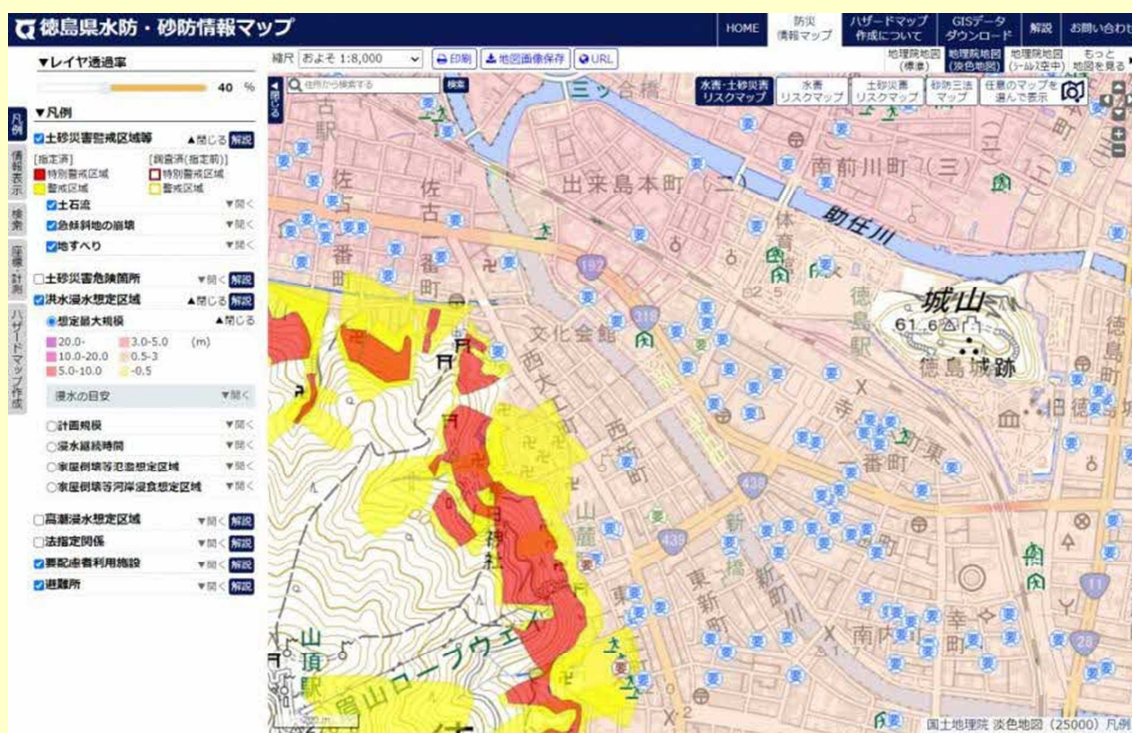 徳島県水防・砂防情報マップ
HOME
防災
情報マップ
ハザードマップ
作成について
GISデータ
ダウンロード
解説
お問い合わせ
▼レイヤ透過率
40 %
縮尺 およそ 1:8,000
印刷
地図画像保存
URL
地理院地図
(標準)
地理院地図
(淡色地図)
地理院地図
(シームレス空中)
もっと
地図を見る
◀閉じる
住所から検索する
検索
水害・土砂災害
リスクマップ
水害
リスクマップ
土砂災害
リスクマップ
砂防三法
マップ
任意のマップを
選んで表示
凡例
情報表示
検索
座標・計測
ハザードマップ作成
▼凡例
土砂災害警戒区域等 ▲閉じる 解説
[指定済] [調査済(指定前)]
特別警戒区域 特別警戒区域
警戒区域 警戒区域
土石流 ▼開く
急傾斜地の崩壊 ▼開く
地すべり ▼開く
土砂災害危険箇所 ▼開く 解説
洪水浸水想定区域 ▲閉じる 解説
想定最大規模 ▲閉じる
20.0- 3.0-5.0 (m)
10.0-20.0 0.5-3
5.0-10.0 -0.5
浸水の目安 ▼開く
計画規模 ▼開く
浸水継続時間 ▼開く
家屋倒壊等氾濫想定区域 ▼開く
家屋倒壊等河岸浸食想定区域 ▼開く
高潮浸水想定区域 ▼開く 解説
法指定関係 ▼開く 解説
要配慮者利用施設 ▼開く 解説
避難所 ▼開く 解説
三ッ合橋
古駅
佐古一番町
佐古二番町
出来島本町(二)
南前川町(三)
助任川
体育館
徳島駅
城山
61.6
徳島城跡
徳島町
旧徳島城
192
318
文化会館
西大工町
西新町
寺
一番町
東
438
新町橋
新町川
山麓
439
東新町
南内
幸町
11
28
神社
山頂駅
眉山ロープウェイ
国土地理院 淡色地図(25000)凡例